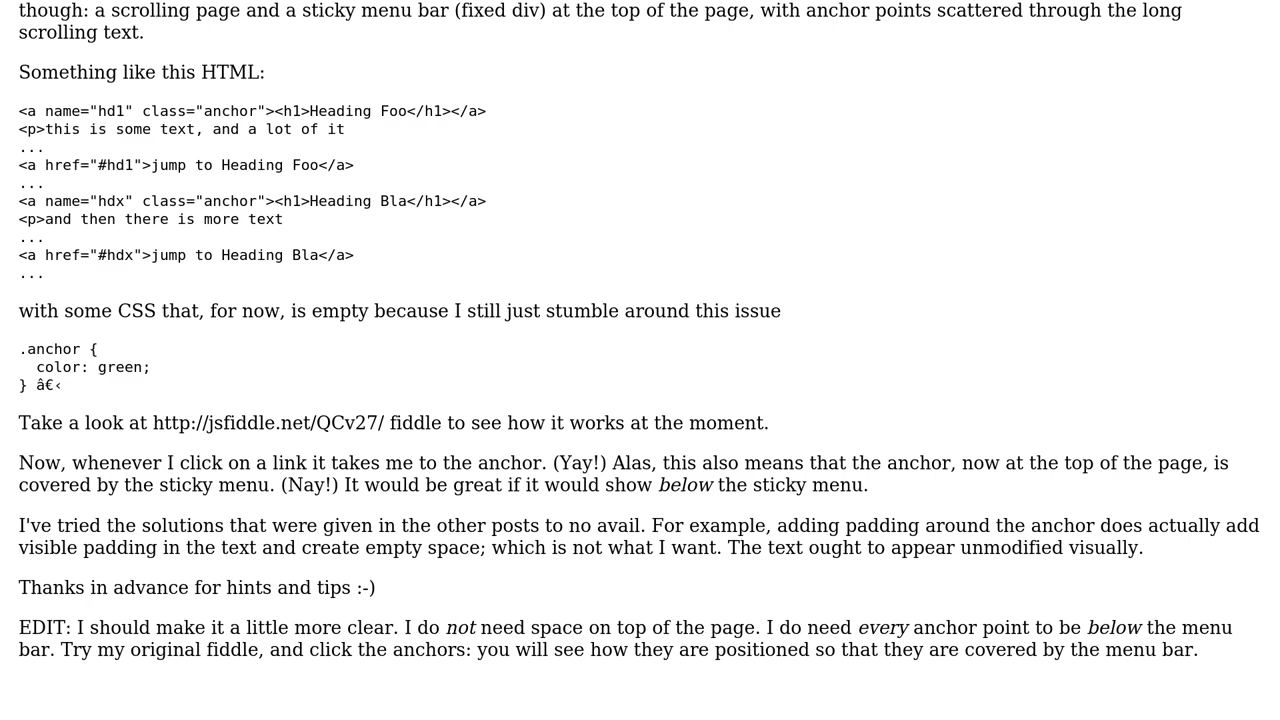 though: a scrolling page and a sticky menu bar (fixed div) at the top of the page, with anchor points scattered through the long
scrolling text.
Something like this HTML:
<a name="hd1" class="anchor"><h1>Heading Foo</h1></a>
<p>this is some text, and a lot of it
...
<a href="#hd1">jump to Heading Foo</a>
...
<a name="hdx" class="anchor"><h1>Heading Bla</h1></a>
<p>and then there is more text
...
<a href="#hdx">jump to Heading Bla</a>
...
with some CSS that, for now, is empty because I still just stumble around this issue
.anchor {
  color: green;
} â€‹
Take a look at http://jsfiddle.net/QCv27/ fiddle to see how it works at the moment.
Now, whenever I click on a link it takes me to the anchor. (Yay!) Alas, this also means that the anchor, now at the top of the page, is
covered by the sticky menu. (Nay!) It would be great if it would show below the sticky menu.
I've tried the solutions that were given in the other posts to no avail. For example, adding padding around the anchor does actually add
visible padding in the text and create empty space; which is not what I want. The text ought to appear unmodified visually.
Thanks in advance for hints and tips :-)
EDIT: I should make it a little more clear. I do not need space on top of the page. I do need every anchor point to be below the menu
bar. Try my original fiddle, and click the anchors: you will see how they are positioned so that they are covered by the menu bar.